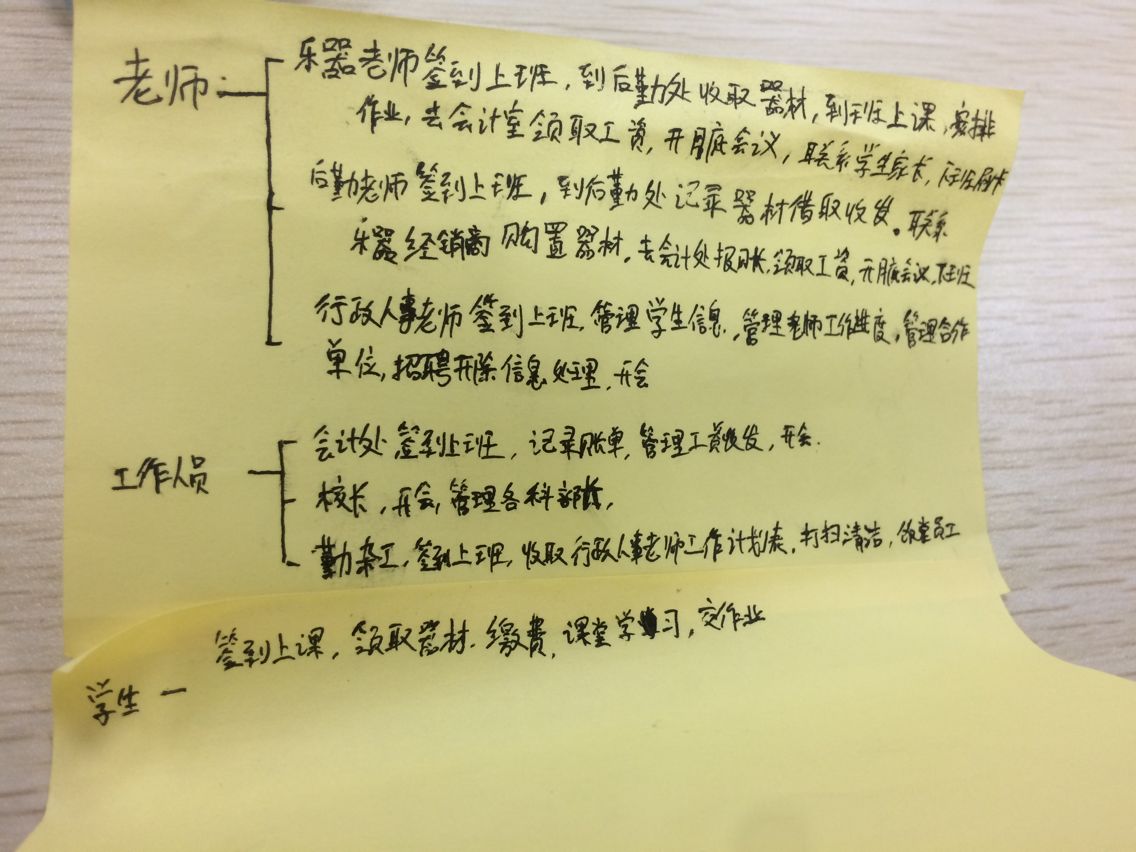 老师:
乐器老师签到上班，到后勤处收取器材，到班上课，安排
作业，去会计室领取工资，开月底会议，联系学生家长，下班刷卡
后勤老师签到上班，到后勤处记录器材借取收发。联系
乐器经销商购置器材，去会计处报账，领取工资，开月底会议，下班
行政人事老师签到上班，管理学生信息，管理老师工作进度，管理合作
单位，招聘开除信息处理，开会
工作人员
会计处，签到上班，记录账单，管理工资收发，开会.
校长，开会，管理各科部门，
勤杂工，签到上班，收取行政人事老师工作计划表，打扫清洁，员工
学生 —
签到上课，领取器材.缴费，课堂学习，交作业